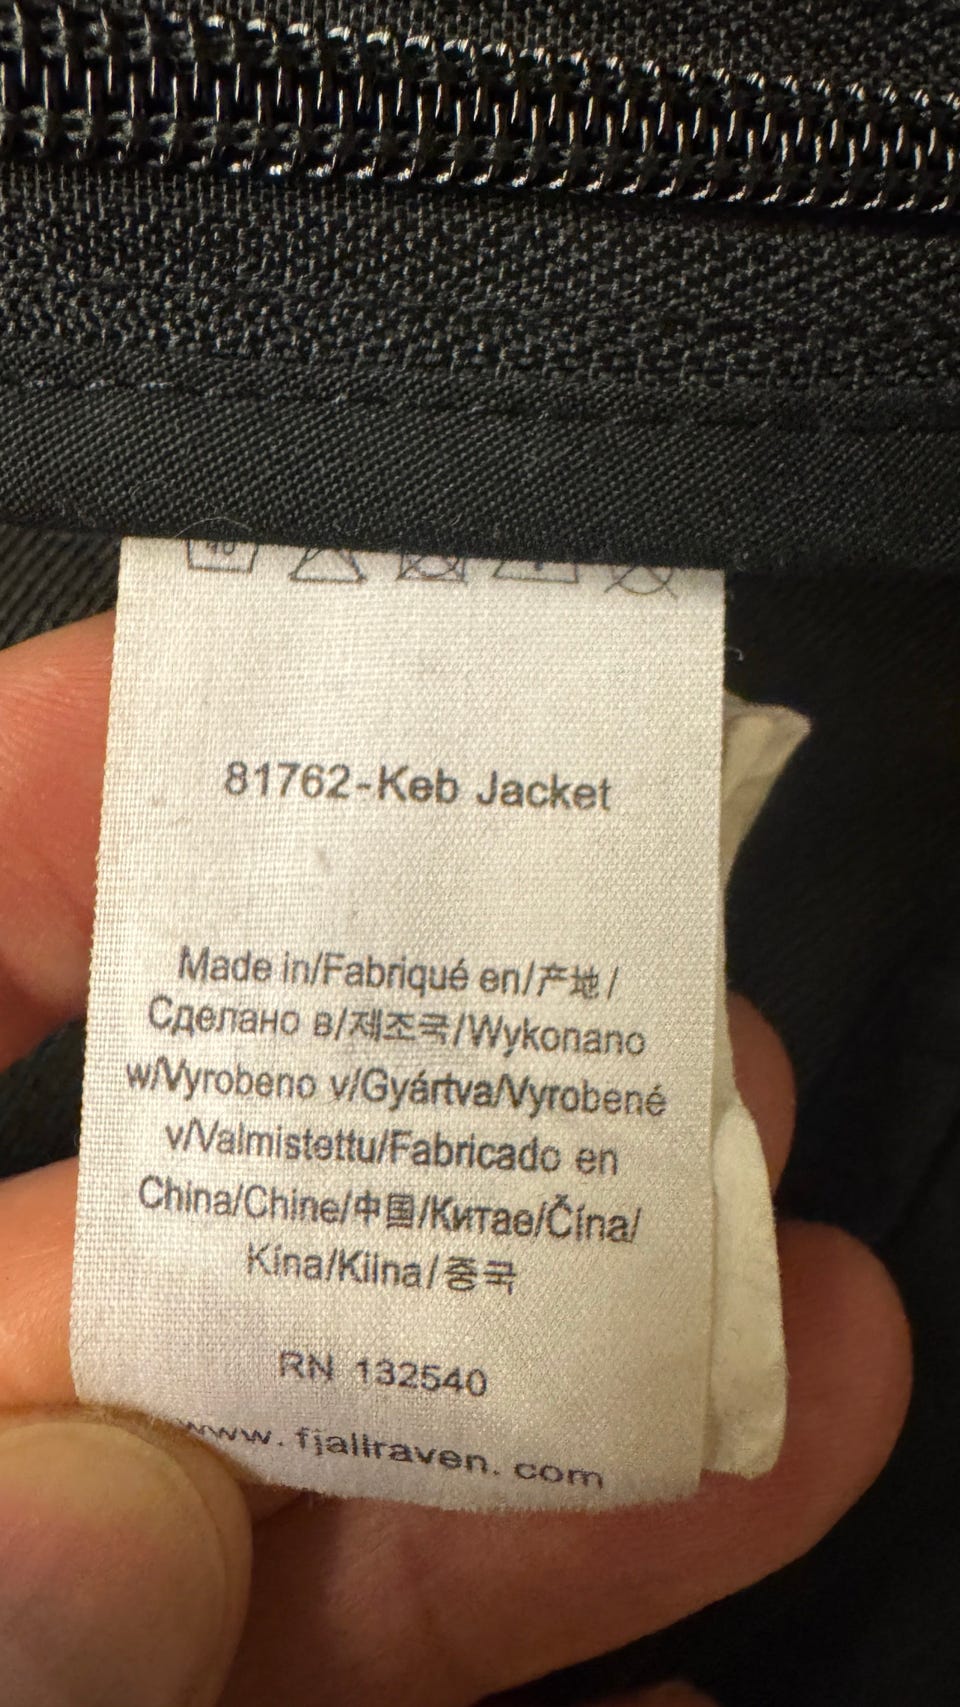 40
81762-Keb Jacket
Made in/Fabriqué en/产地/
Сделано в/제조국/Wykonano
w/Vyrobeno v/Gyártva/Vyrobené
v/Valmistettu/Fabricado en
China/Chine/中国/Китае/Čína/
Kína/Kiina/중국
RN 132540
www.fjallraven.com